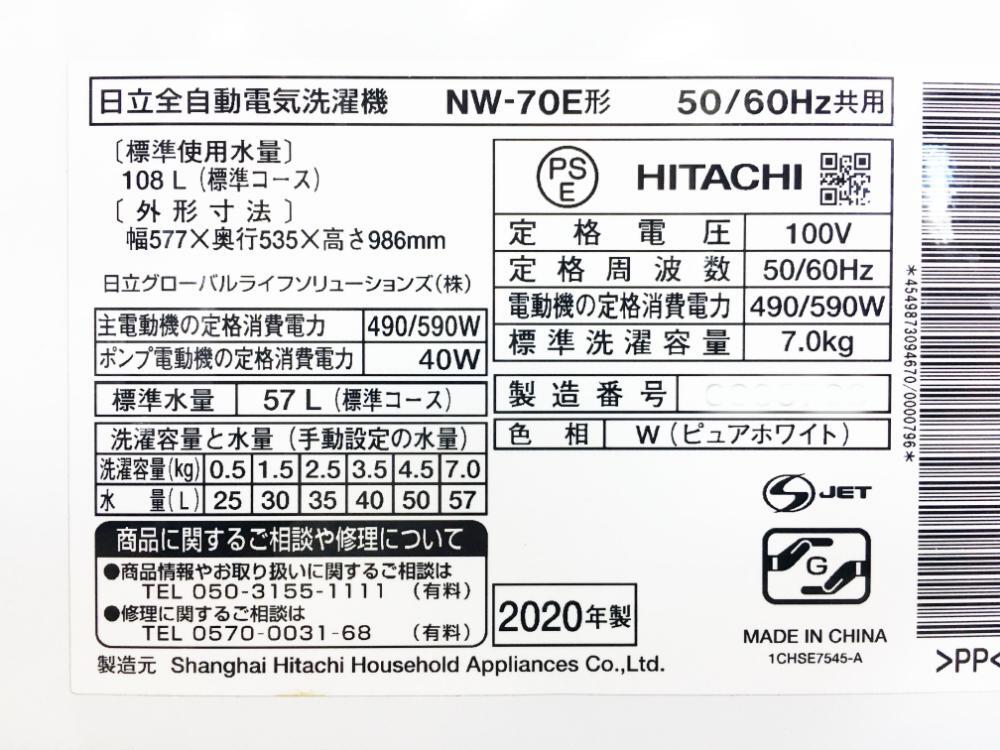 日立全自動電気洗濯機 NW-70E形 50/60Hz共用
〔標準使用水量〕
108 L (標準コース)
〔外形寸法〕
幅577×奥行535×高さ986mm
日立グローバルライフソリューションズ(株)
主電動機の定格消費電力 490/590W
ポンプ電動機の定格消費電力 40W
標準水量 57 L (標準コース)
洗濯容量と水量 (手動設定の水量)
洗濯容量(kg) 0.5 1.5 2.5 3.5 4.5 7.0
水量(L) 25 30 35 40 50 57
商品に関するご相談や修理について
●商品情報やお取り扱いに関するご相談は
TEL 050-3155-1111 (有料)
●修理に関するご相談は
TEL 0570-0031-68 (有料)
製造元 Shanghai Hitachi Household Appliances Co.,Ltd.
PS E HITACHI
定格電圧 100V
定格周波数 50/60Hz
電動機の定格消費電力 490/590W
標準洗濯容量 7.0kg
製造番号
色相 W (ピュアホワイト)
S JET
G
2020年製
MADE IN CHINA
1CHSE7545-A
*4549873094670/0000796*
>PP<